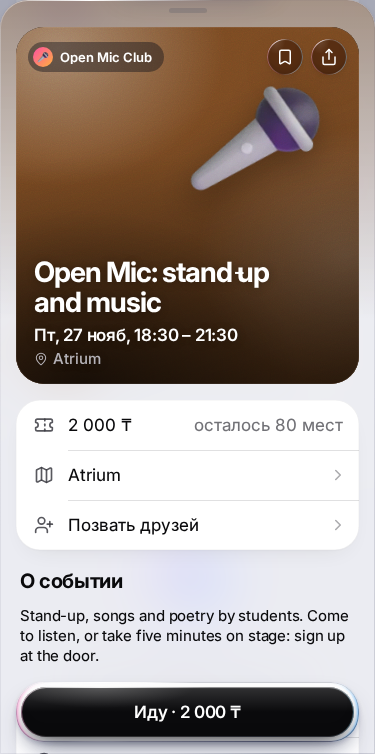 Open Mic Club
Open Mic: stand-up
and music
Пт, 27 нояб, 18:30 – 21:30
Atrium
2 000 ₸ осталось 80 мест
Atrium
Позвать друзей
О событии
Stand-up, songs and poetry by students. Come
to listen, or take five minutes on stage: sign up
at the door.
Иду · 2 000 ₸